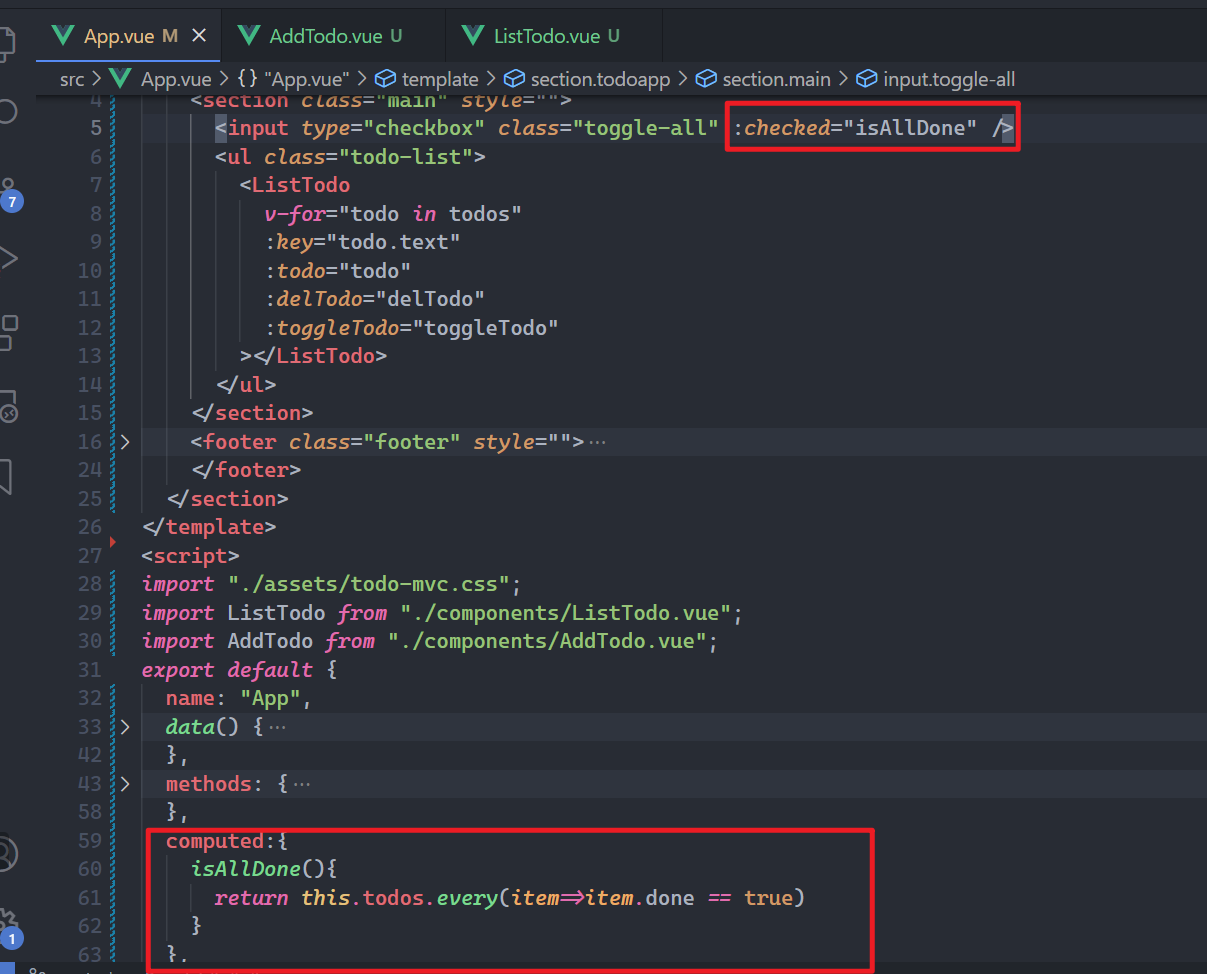 App.vue M
AddTodo.vue U
ListTodo.vue U
src > App.vue > {} "App.vue" > template > section.todoapp > section.main > input.toggle-all
4 <section class="main" style="">
5 <input type="checkbox" class="toggle-all" :checked="isAllDone" />
6 <ul class="todo-list">
7 <ListTodo
8 v-for="todo in todos"
9 :key="todo.text"
10 :todo="todo"
11 :delTodo="delTodo"
12 :toggleTodo="toggleTodo"
13 ></ListTodo>
14 </ul>
15 </section>
16 <footer class="footer" style="">···
24 </footer>
25 </section>
26 </template>
27 <script>
28 import "./assets/todo-mvc.css";
29 import ListTodo from "./components/ListTodo.vue";
30 import AddTodo from "./components/AddTodo.vue";
31 export default {
32 name: "App",
33 data() {···
42 },
43 methods: {···
58 },
59 computed:{
60 isAllDone(){
61 return this.todos.every(item=>item.done == true)
62 }
63 },
7
1